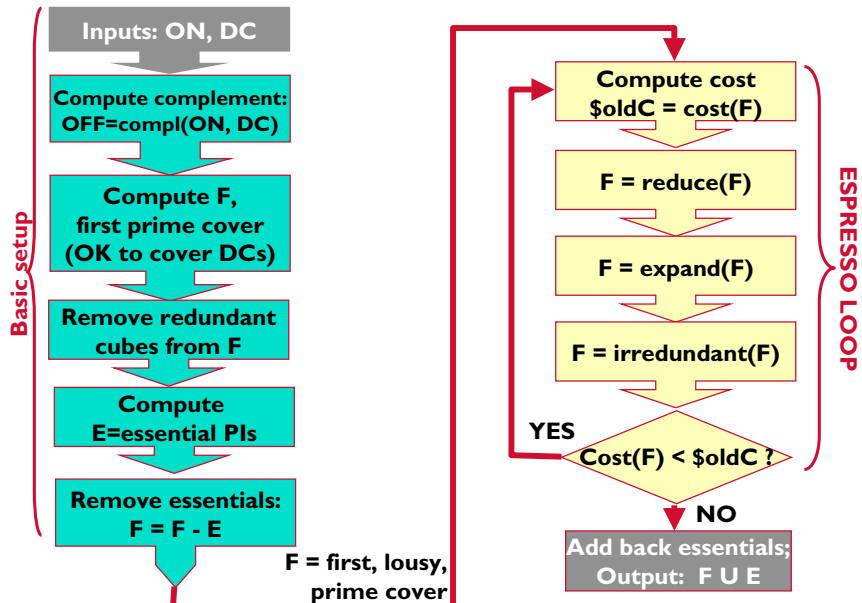 Inputs: ON, DC
Compute complement:
OFF=compl(ON, DC)
Compute F,
first prime cover
(OK to cover DCs)
Remove redundant
cubes from F
Compute
E=essential PIs
Remove essentials:
F = F - E
Basic setup
F = first, lousy,
prime cover
Compute cost
$oldC = cost(F)
F = reduce(F)
F = expand(F)
F = irredundant(F)
Cost(F) < $oldC ?
YES
NO
Add back essentials;
Output: F U E
ESPRESSO LOOP